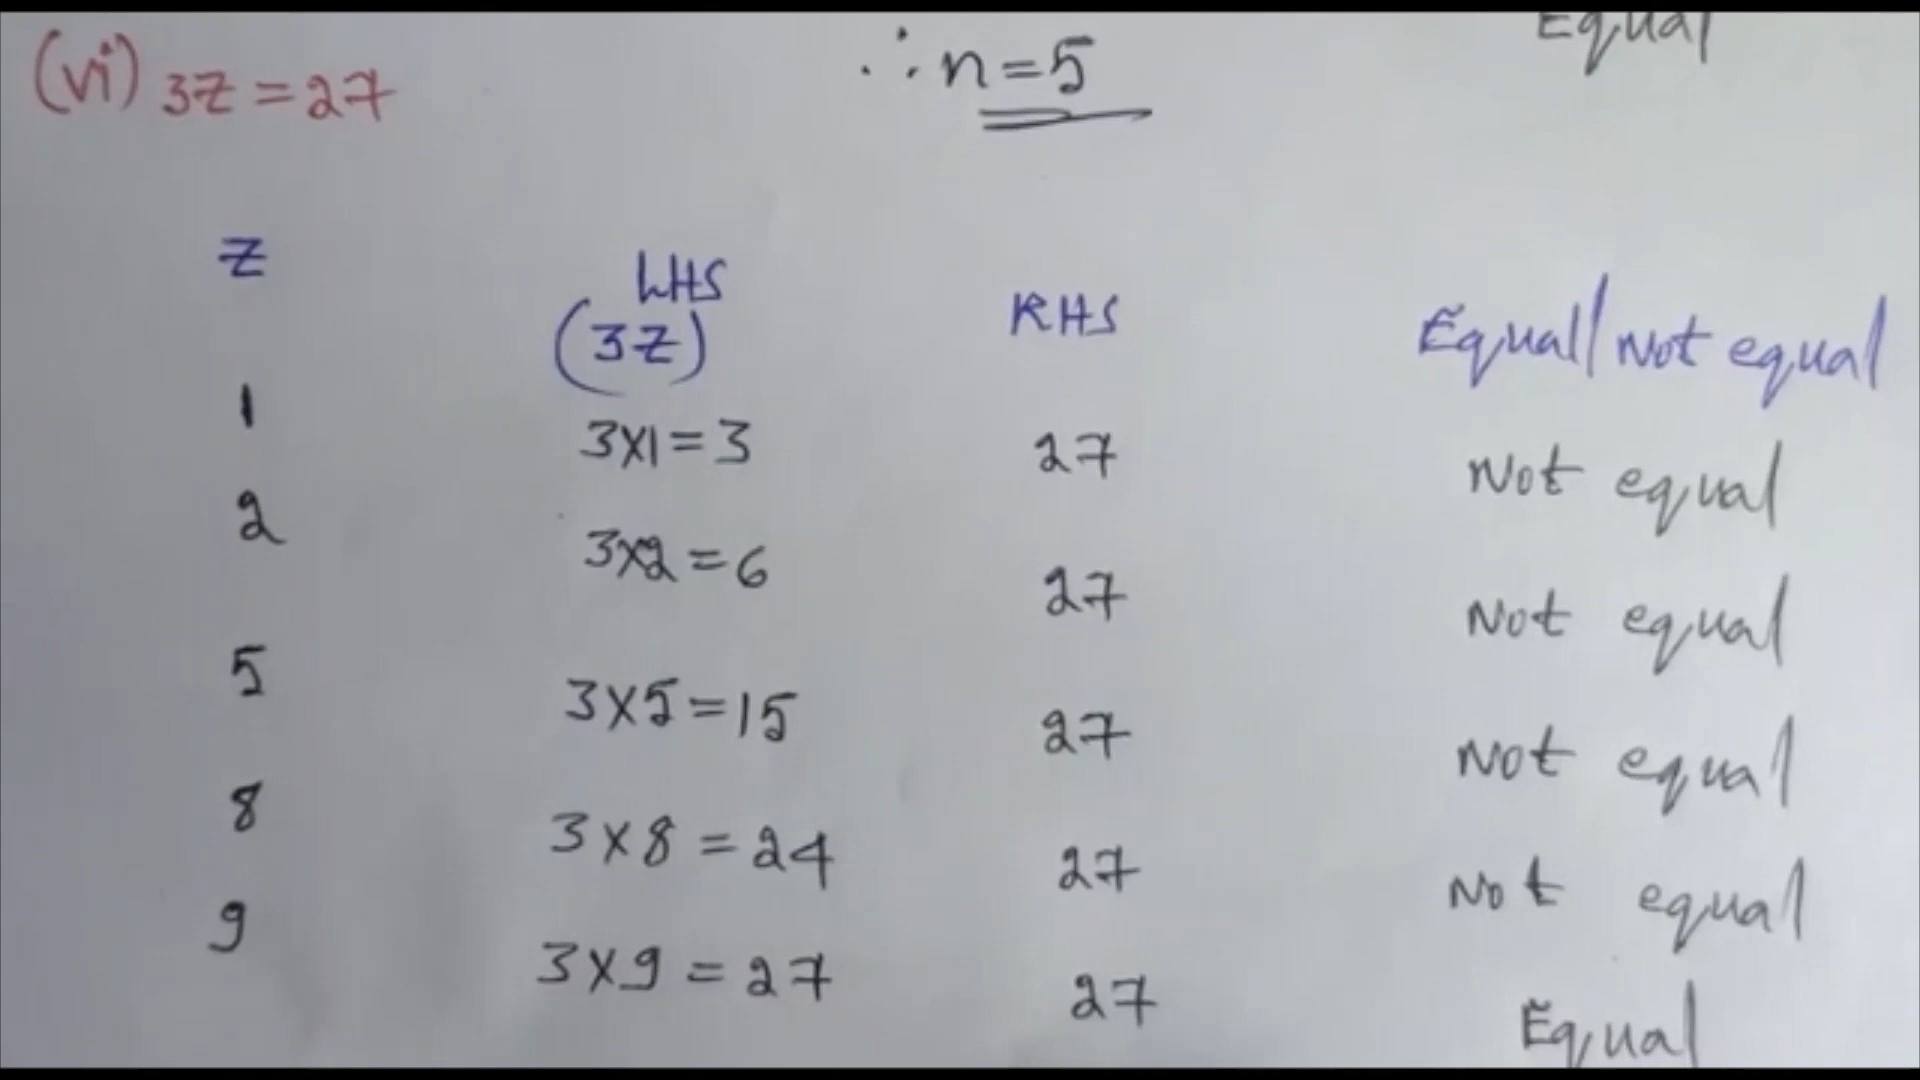 Equal
(vi) 3z = 27
∴ n = 5
z LHS (3z) RHS Equal/Not equal
1 3×1=3 27 Not equal
2 3×2=6 27 Not equal
5 3×5=15 27 Not equal
8 3×8=24 27 Not equal
9 3×9=27 27 Equal